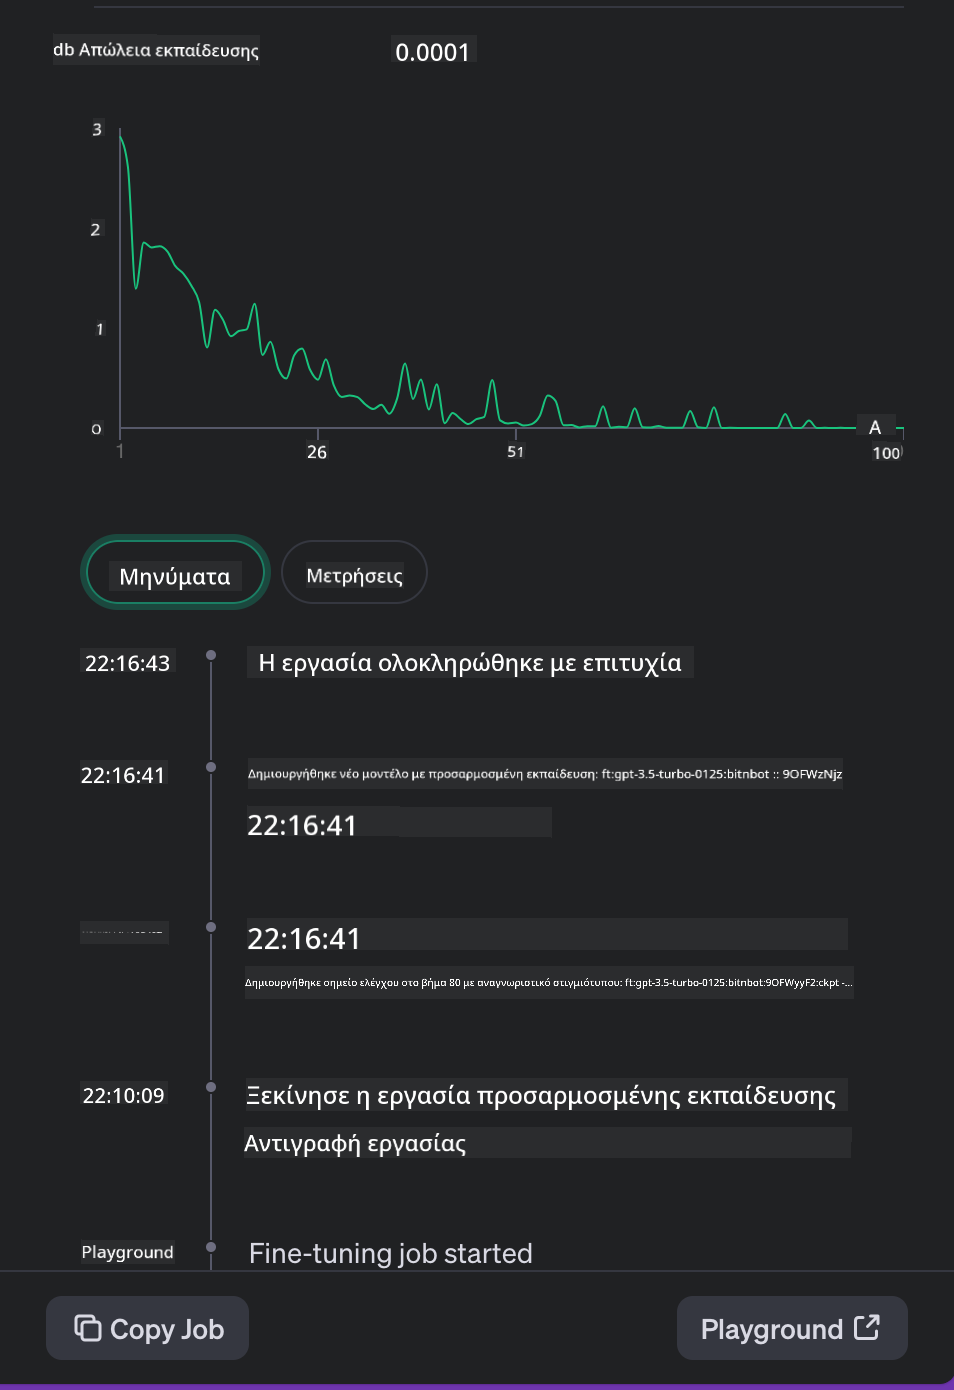 db Απώλεια εκπαίδευσης
0.0001
3
2
1
0
1
26
51
A
100
Μηνύματα
Μετρήσεις
22:16:43
Η εργασία ολοκληρώθηκε με επιτυχία
22:16:41
Δημιουργήθηκε νέο μοντέλο με προσαρμοσμένη εκπαίδευση: ft:gpt-3.5-turbo-0125:bitnbot :: 9OFWzNjz
22:16:41
22:16:41
Δημιουργήθηκε σημείο ελέγχου στο βήμα 80 με αναγνωριστικό στιγμιότυπου: ft:gpt-3.5-turbo-0125:bitnbot:9OFWyyF2:ckpt -...
22:10:09
Ξεκίνησε η εργασία προσαρμοσμένης εκπαίδευσης
Αντιγραφή εργασίας
Playground
Fine-tuning job started
Copy Job
Playground